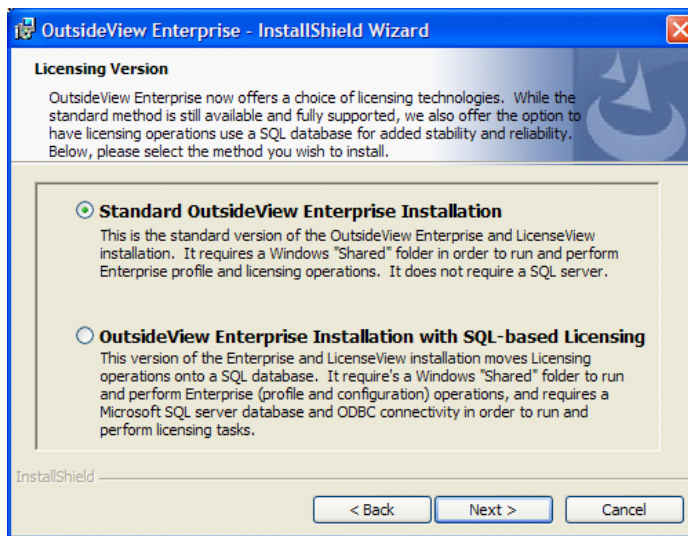 OutsideView Enterprise - InstallShield Wizard
Licensing Version
OutsideView Enterprise now offers a choice of licensing technologies. While the
standard method is still available and fully supported, we also offer the option to
have licensing operations use a SQL database for added stability and reliability.
Below, please select the method you wish to install.
Standard OutsideView Enterprise Installation
This is the standard version of the OutsideView Enterprise and LicenseView
installation. It requires a Windows "Shared" folder in order to run and perform
Enterprise profile and licensing operations. It does not require a SQL server.
OutsideView Enterprise Installation with SQL-based Licensing
This version of the Enterprise and LicenseView installation moves Licensing
operations onto a SQL database. It require's a Windows "Shared" folder to run
and perform Enterprise (profile and configuration) operations, and requires a
Microsoft SQL server database and ODBC connectivity in order to run and
perform licensing tasks.
InstallShield
< Back Next > Cancel